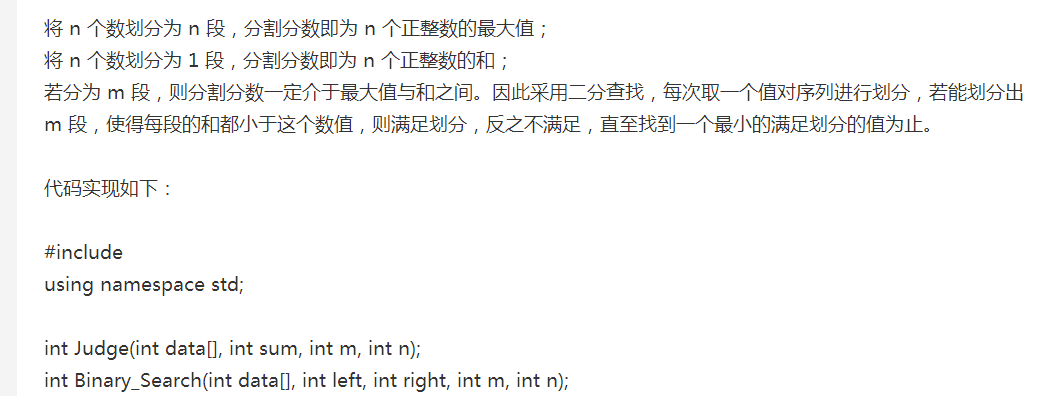 将 n 个数划分为 n 段，分割分数即为 n 个正整数的最大值；
将 n 个数划分为 1 段，分割分数即为 n 个正整数的和；
若分为 m 段，则分割分数一定介于最大值与和之间。因此采用二分查找，每次取一个值对序列进行划分，若能划分出
m 段，使得每段的和都小于这个数值，则满足划分，反之不满足，直至找到一个最小的满足划分的值为止。
代码实现如下：
#include
using namespace std;
int Judge(int data[], int sum, int m, int n);
int Binary_Search(int data[], int left, int right, int m, int n);